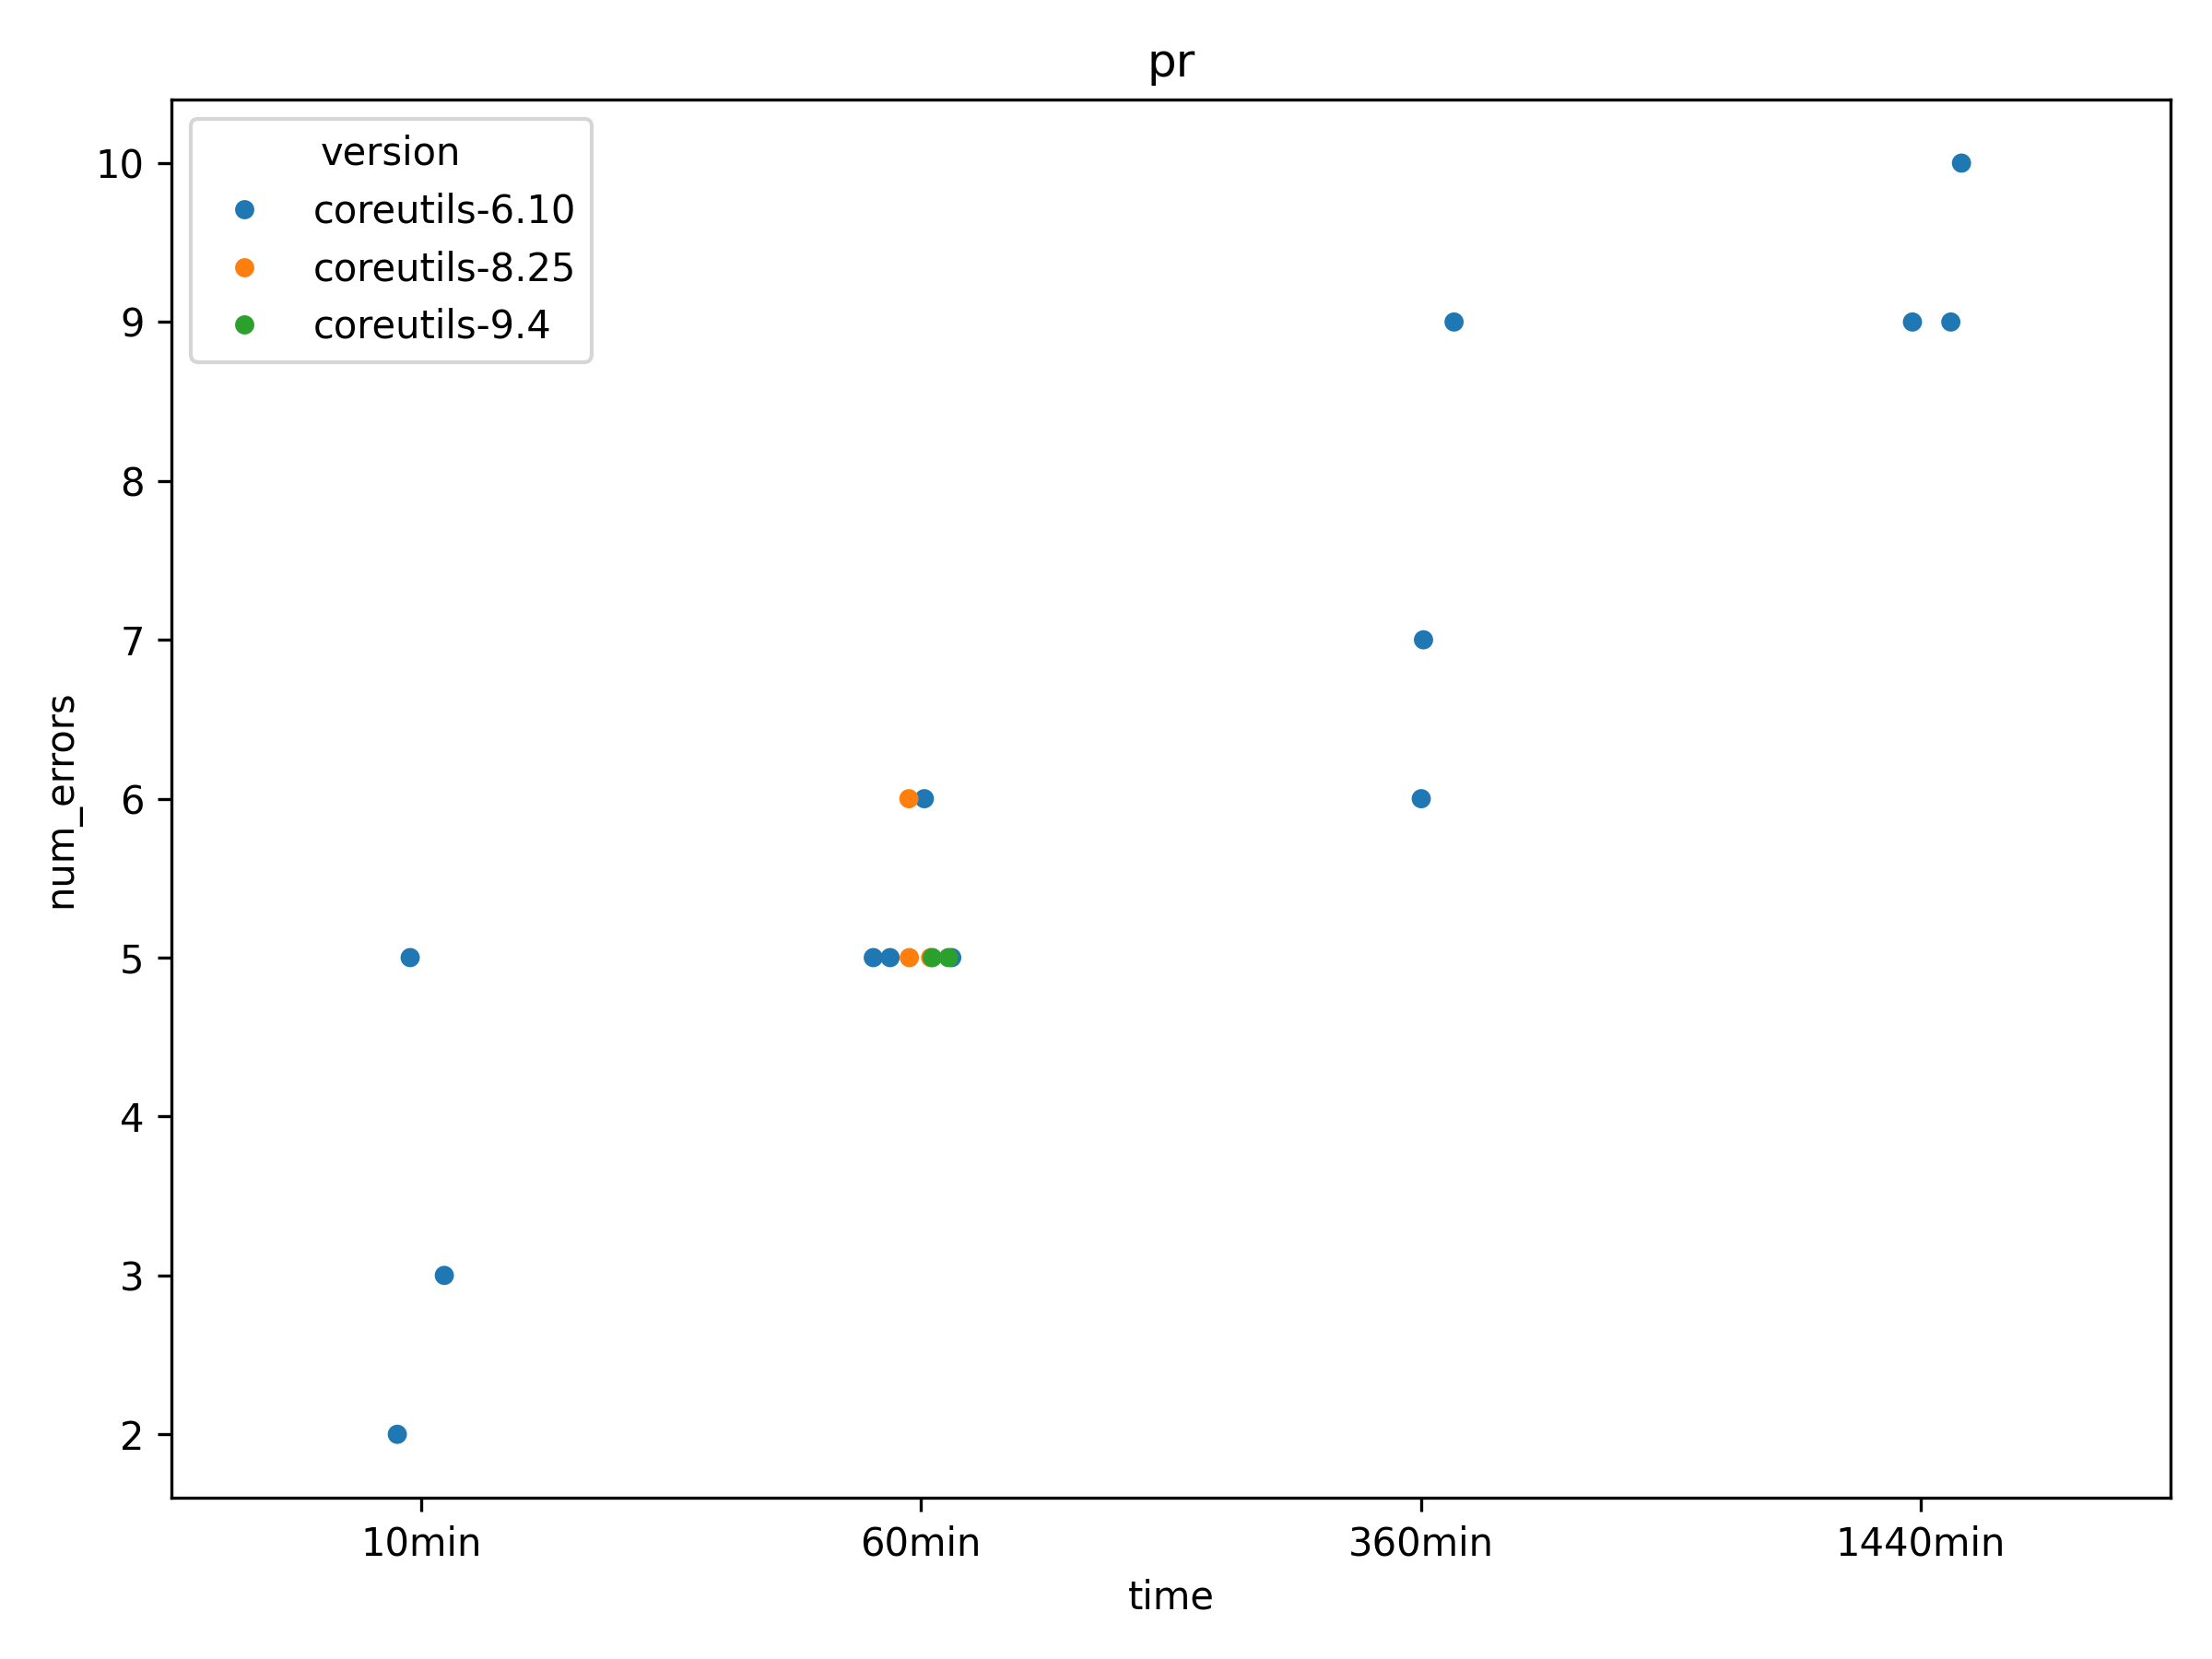 pr
version
coreutils-6.10
coreutils-8.25
coreutils-9.4
num_errors
10
9
8
7
6
5
4
3
2
10min
60min
360min
1440min
time